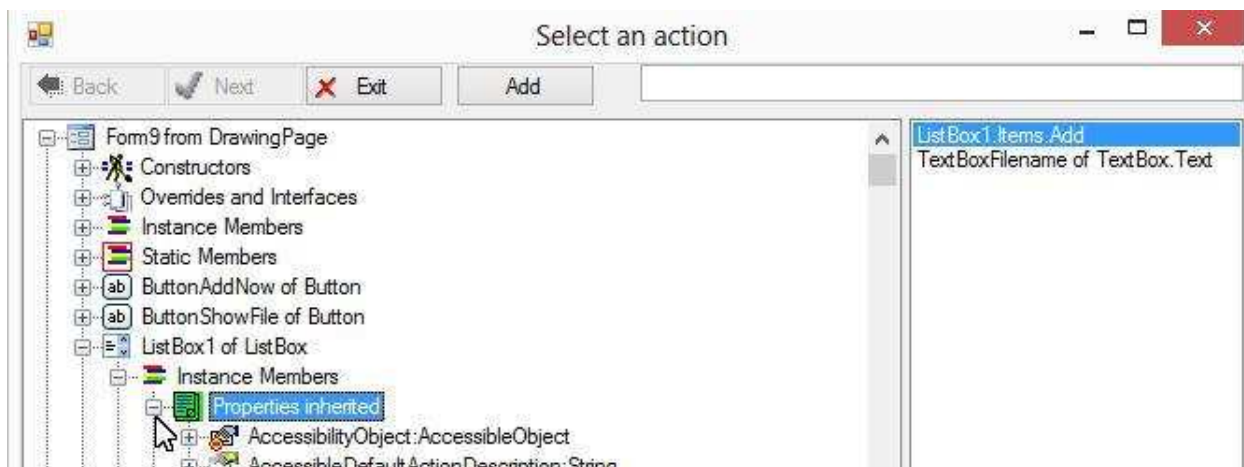 Select an action
Back Next Exit Add
Form9 from DrawingPage
Constructors
Overrides and Interfaces
Instance Members
Static Members
ButtonAddNow of Button
ButtonShowFile of Button
ListBox1 of ListBox
Instance Members
Properties inherited
AccessibilityObject:AccessibleObject
AccessibleDefaultActionDescription:String
ListBox1.Items.Add
TextBoxFilename of TextBox.Text